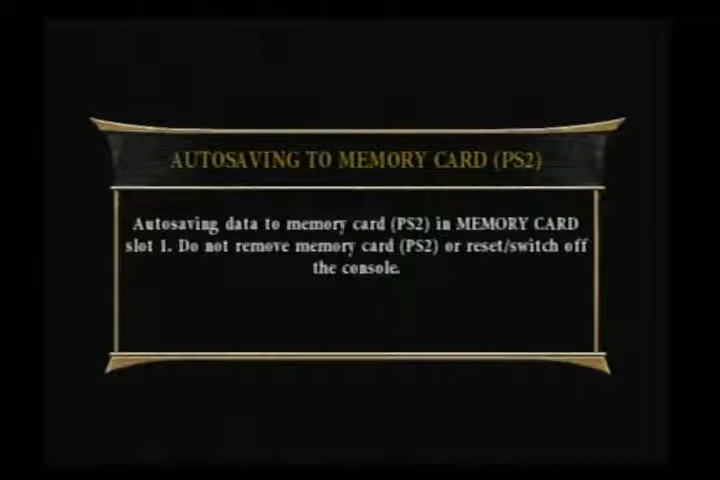 AUTOSAVING TO MEMORY CARD (PS2)
Autosaving data to memory card (PS2) in MEMORY CARD
slot 1. Do not remove memory card (PS2) or reset/switch off
the console.